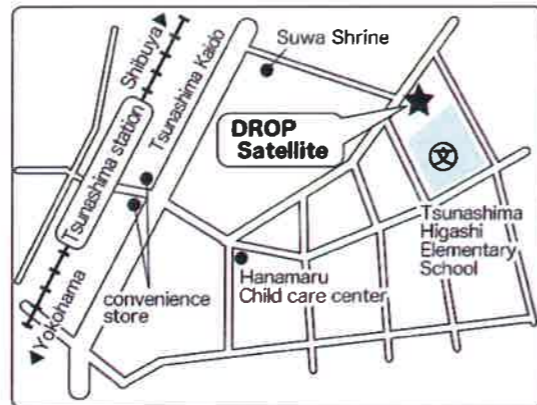 Shibuya
Tsunashima Kaido
Suwa Shrine
Tsunashima station
DROP
Satellite
文
Tsunashima
Higashi
Elementary
School
Hanamaru
Child care center
convenience
store
Yokohama